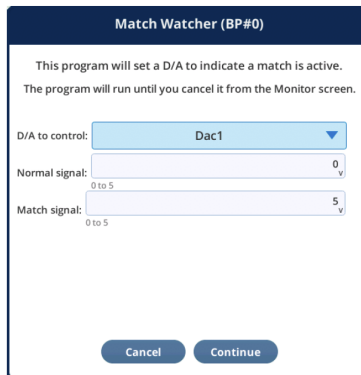 Match Watcher (BP#0)
This program will set a D/A to indicate a match is active.
The program will run until you cancel it from the Monitor screen.
D/A to control: Dac1
Normal signal: 0 v
0 to 5
Match signal: 5 v
0 to 5
Cancel Continue